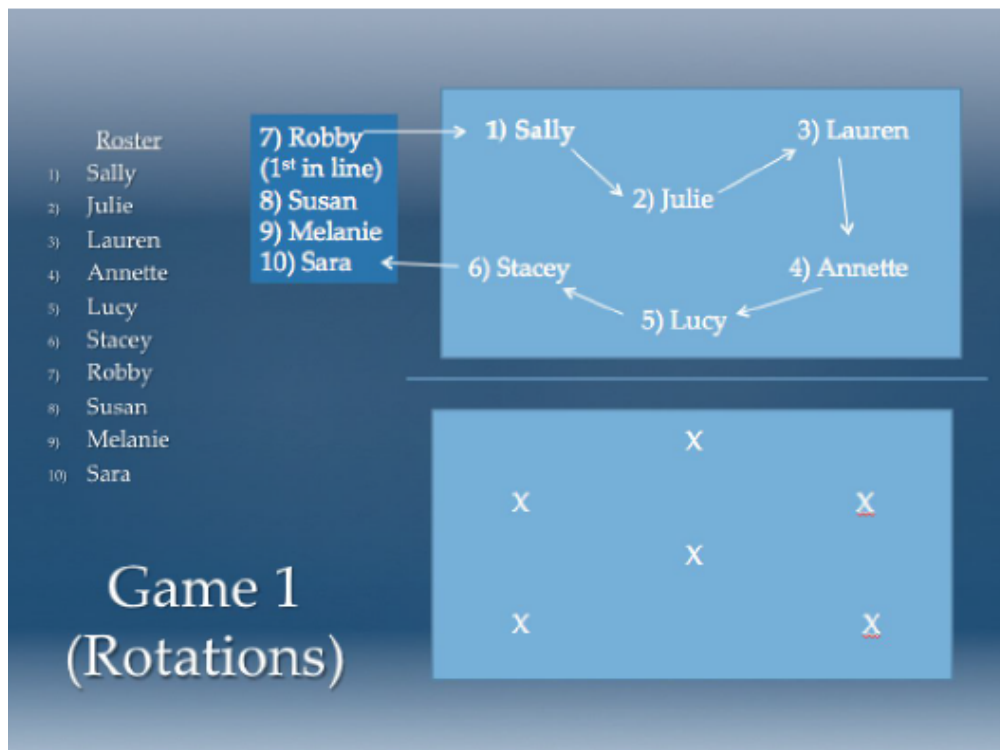 Roster
1) Sally
2) Julie
3) Lauren
4) Annette
5) Lucy
6) Stacey
7) Robby
8) Susan
9) Melanie
10) Sara
7) Robby
(1st in line)
8) Susan
9) Melanie
10) Sara
1) Sally
3) Lauren
2) Julie
6) Stacey
4) Annette
5) Lucy
X
X X
X
X X
Game 1
(Rotations)